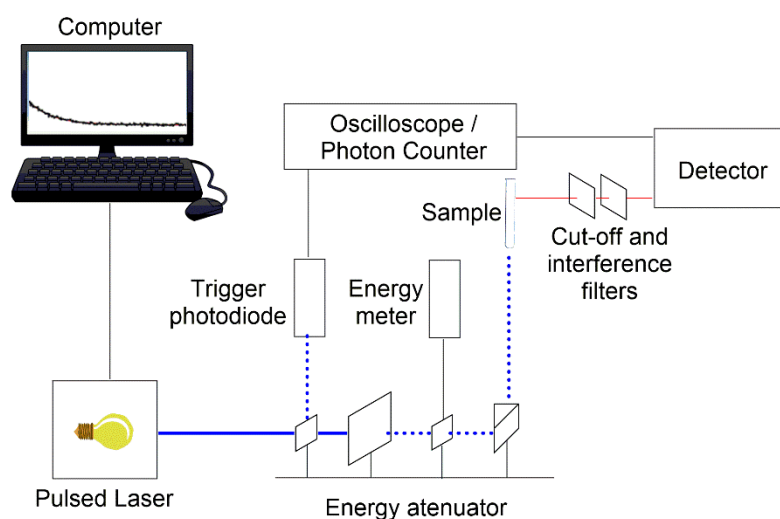 Computer
Oscilloscope /
Photon Counter
Detector
Sample
Cut-off and
interference
filters
Trigger
photodiode
Energy
meter
Pulsed Laser
Energy atenuator